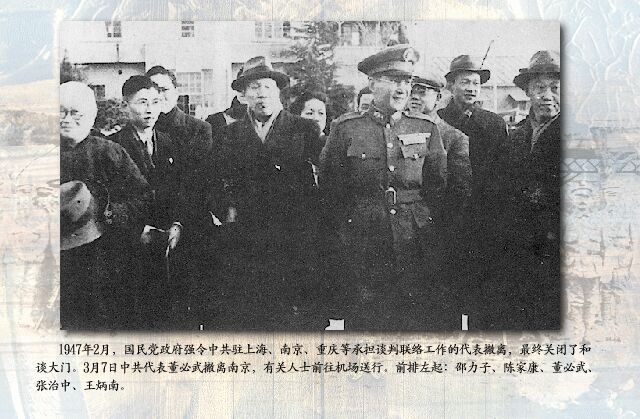 1947年2月，国民党政府强令中共驻上海、南京、重庆等承担谈判联络工作的代表撤离，最终关闭了和
谈大门。3月7日中共代表董必武撤离南京，有关人士前往机场送行。前排左起：邵力子、陈家康、董必武、
张治中、王炳南。